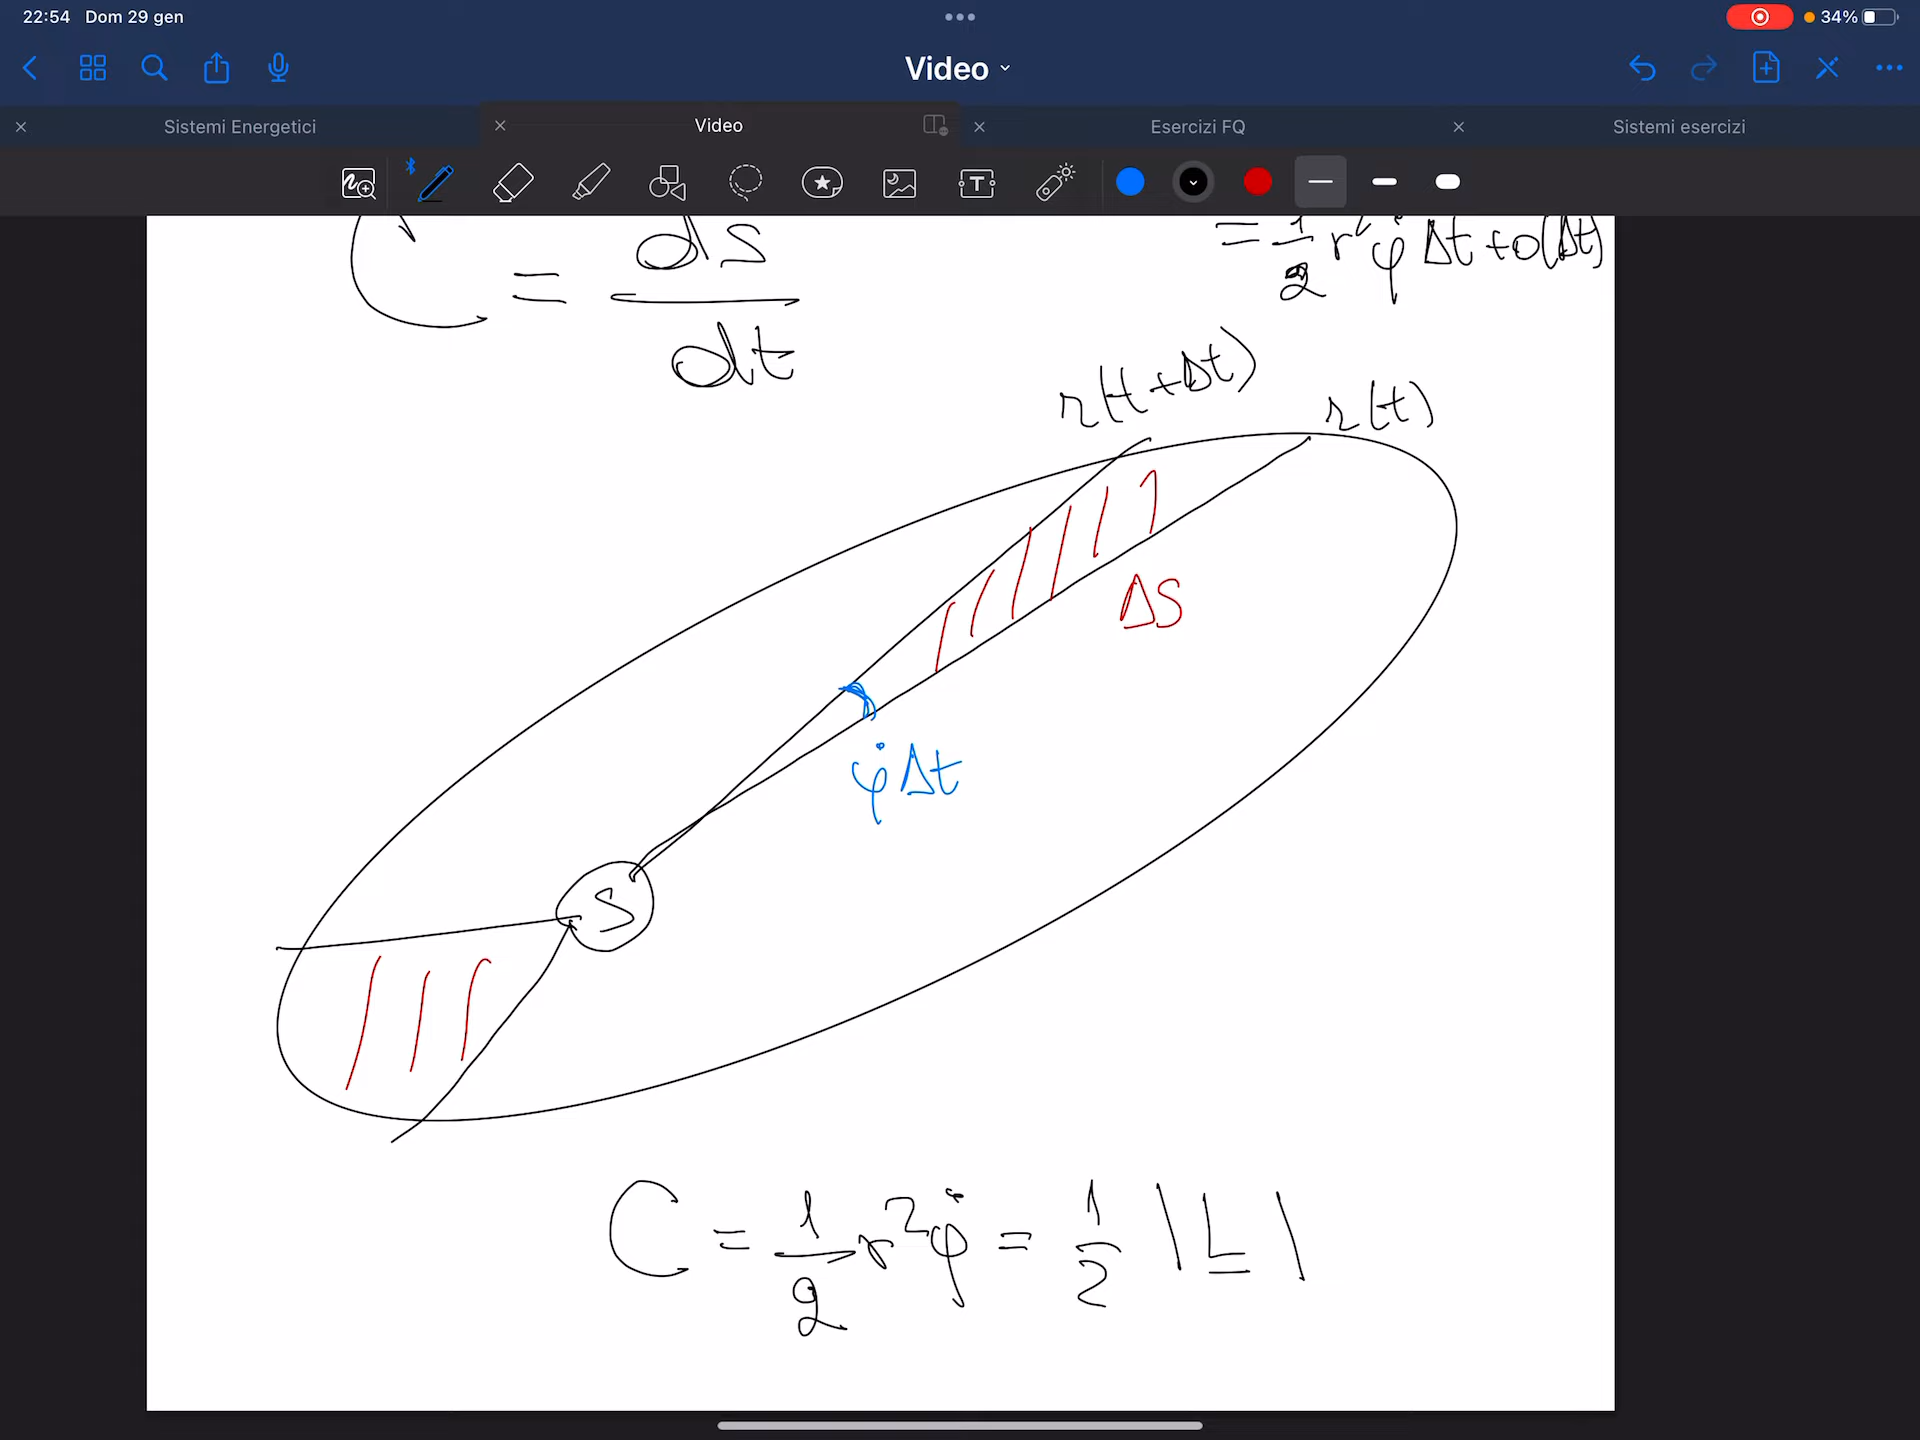 22:54 Dom 29 gen
34%
Video
Sistemi Energetici
Video
Esercizi FQ
Sistemi esercizi
C = dS/dt
= 1/2 r² φ̇ Δt + o(Δt)
r(t+Δt)
r(t)
ΔS
φ̇ Δt
S
C = 1/2 r² φ̇ = 1/2 |L|